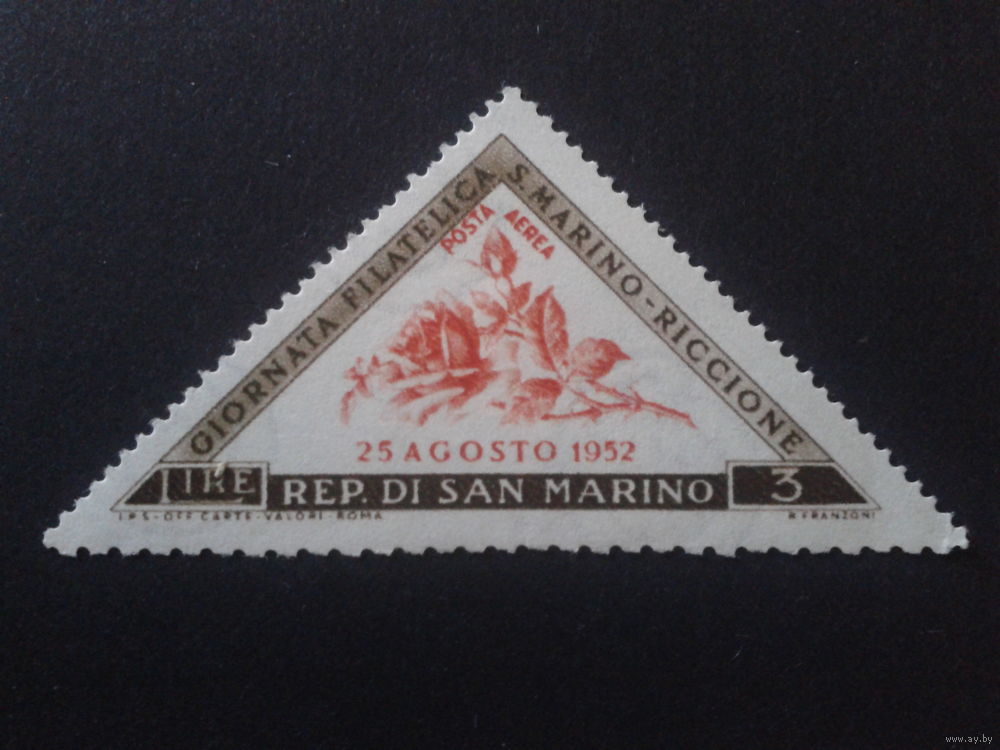 GIORNATA FILATELICA S. MARINO - RICCIONE
POSTA AEREA
25 AGOSTO 1952
LIRE REP. DI SAN MARINO 3
I.P.S - OFF. CARTE - VALORI - ROMA R. FRANZONI
www.ay.by